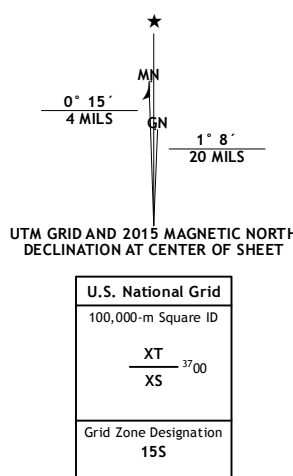 MN
0° 15´
4 MILS
GN
1° 8´
20 MILS
UTM GRID AND 2015 MAGNETIC NORTH
DECLINATION AT CENTER OF SHEET
U.S. National Grid
100,000-m Square ID
XT
3700
XS
Grid Zone Designation
15S